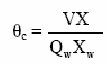 θc = VX / QwXw